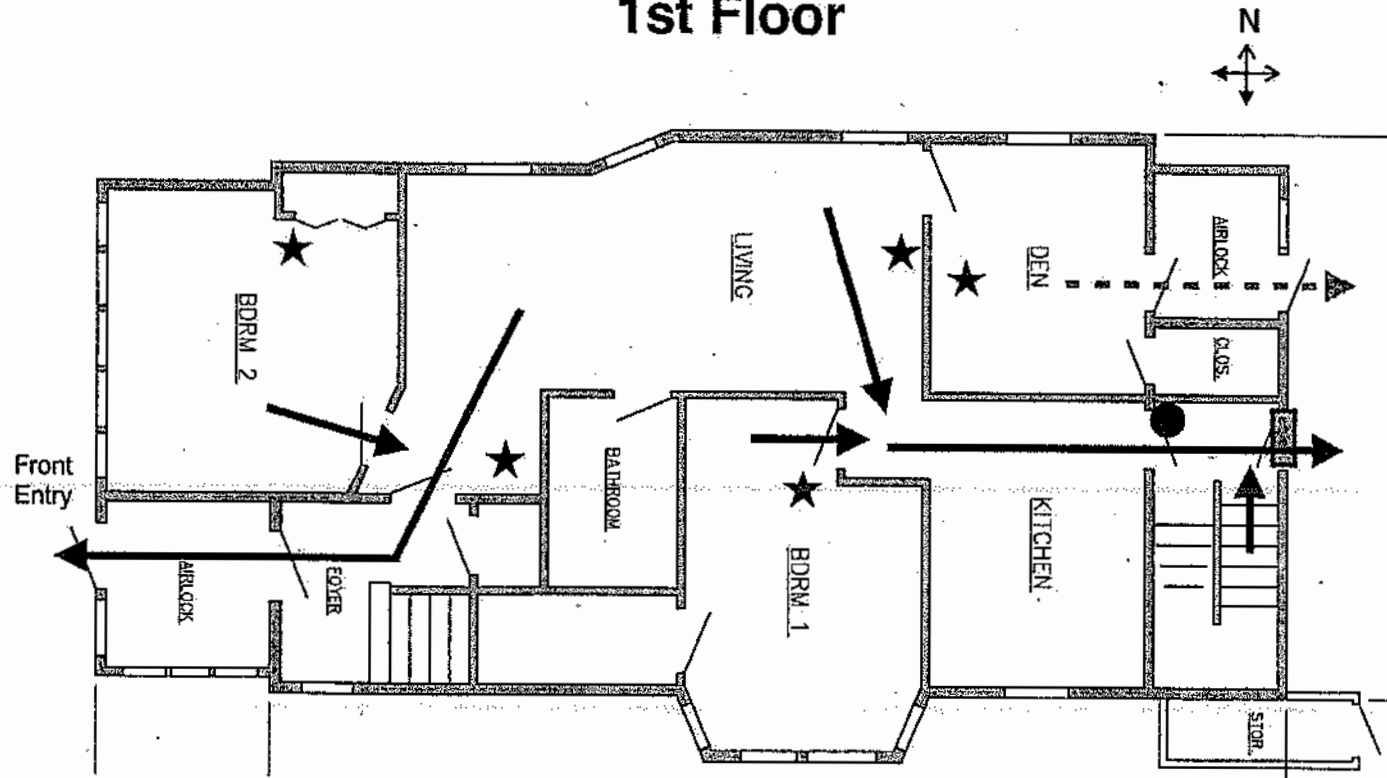 1st Floor
N
LIVING
DEN
AIRLOCK
CLOS.
BDRM 2
BATHROOM
Front
Entry
KITCHEN
BDRM 1
AIRLOCK
FOYER
STOR